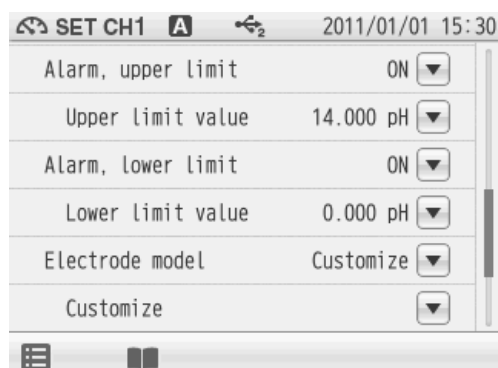 SET CH1 A 2 2011/01/01 15:30
Alarm, upper limit ON
Upper limit value 14.000 pH
Alarm, lower limit ON
Lower limit value 0.000 pH
Electrode model Customize
Customize